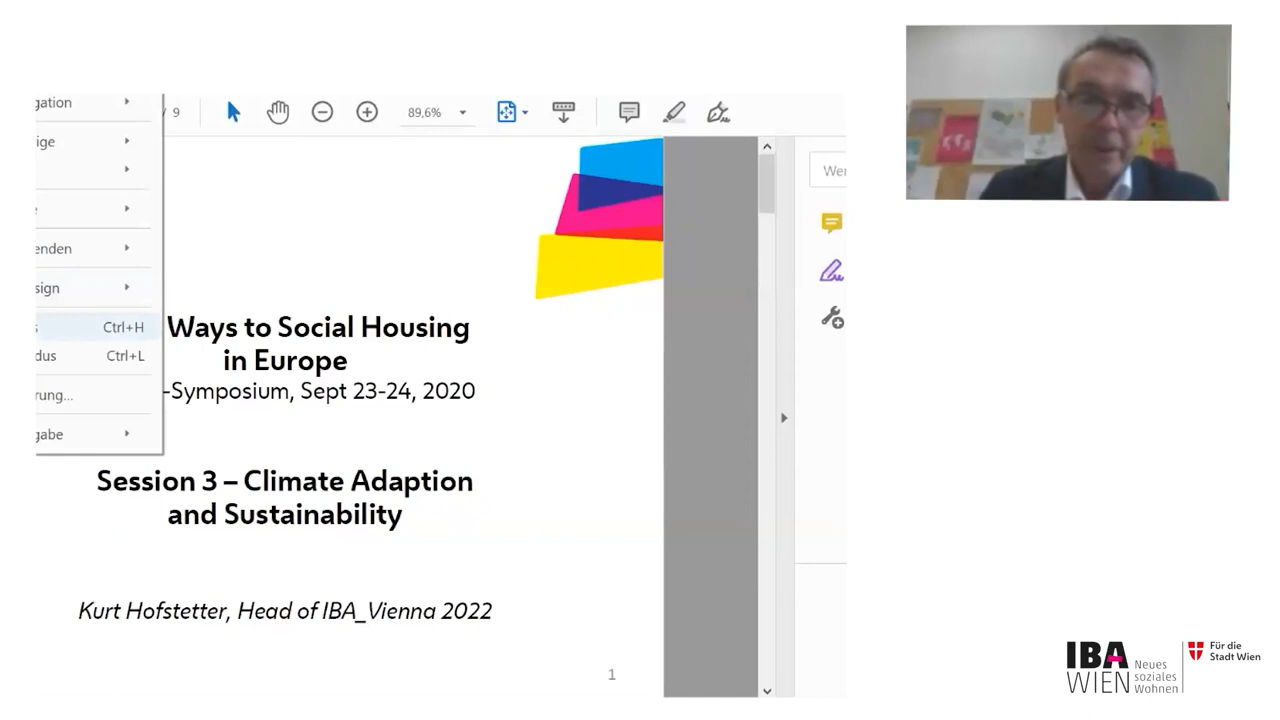 gation
/ 9
89,6%
ige
Wer
e
enden
sign
s Ctrl+H
dus Ctrl+L
rung...
gabe
Ways to Social Housing
in Europe
-Symposium, Sept 23-24, 2020
Session 3 – Climate Adaption
and Sustainability
Kurt Hofstetter, Head of IBA_Vienna 2022
1
IBA
WIEN
Neues
soziales
Wohnen
Für die
Stadt Wien